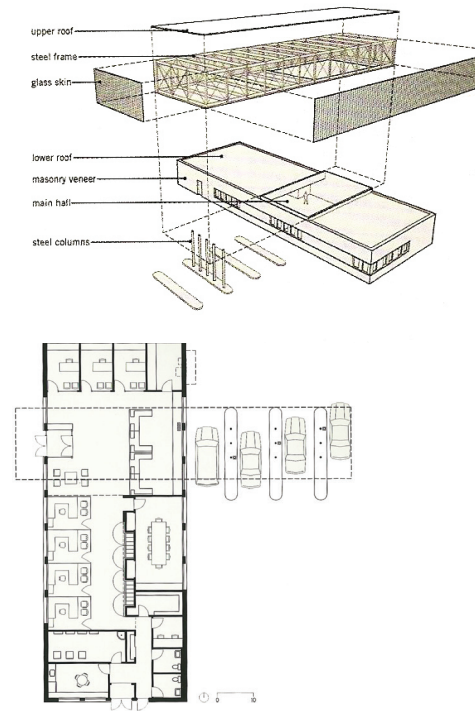 upper roof
steel frame
glass skin
lower roof
masonry veneer
main hall
steel columns
0 10